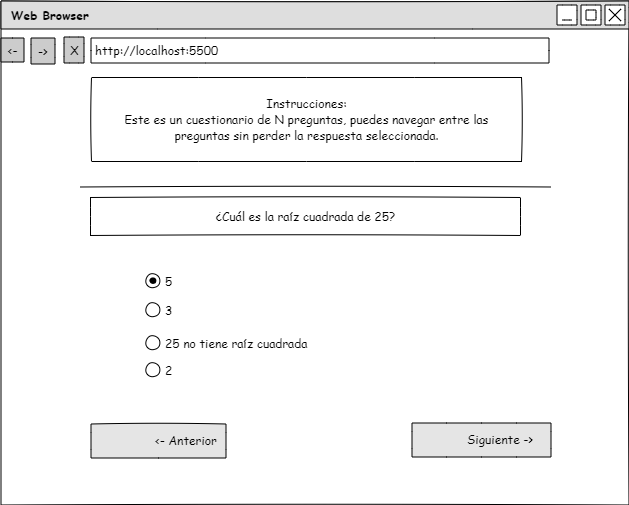 Web Browser
<- -> X http://localhost:5500
Instrucciones:
Este es un cuestionario de N preguntas, puedes navegar entre las
preguntas sin perder la respuesta seleccionada.
¿Cuál es la raíz cuadrada de 25?
5
3
25 no tiene raíz cuadrada
2
<- Anterior
Siguiente ->